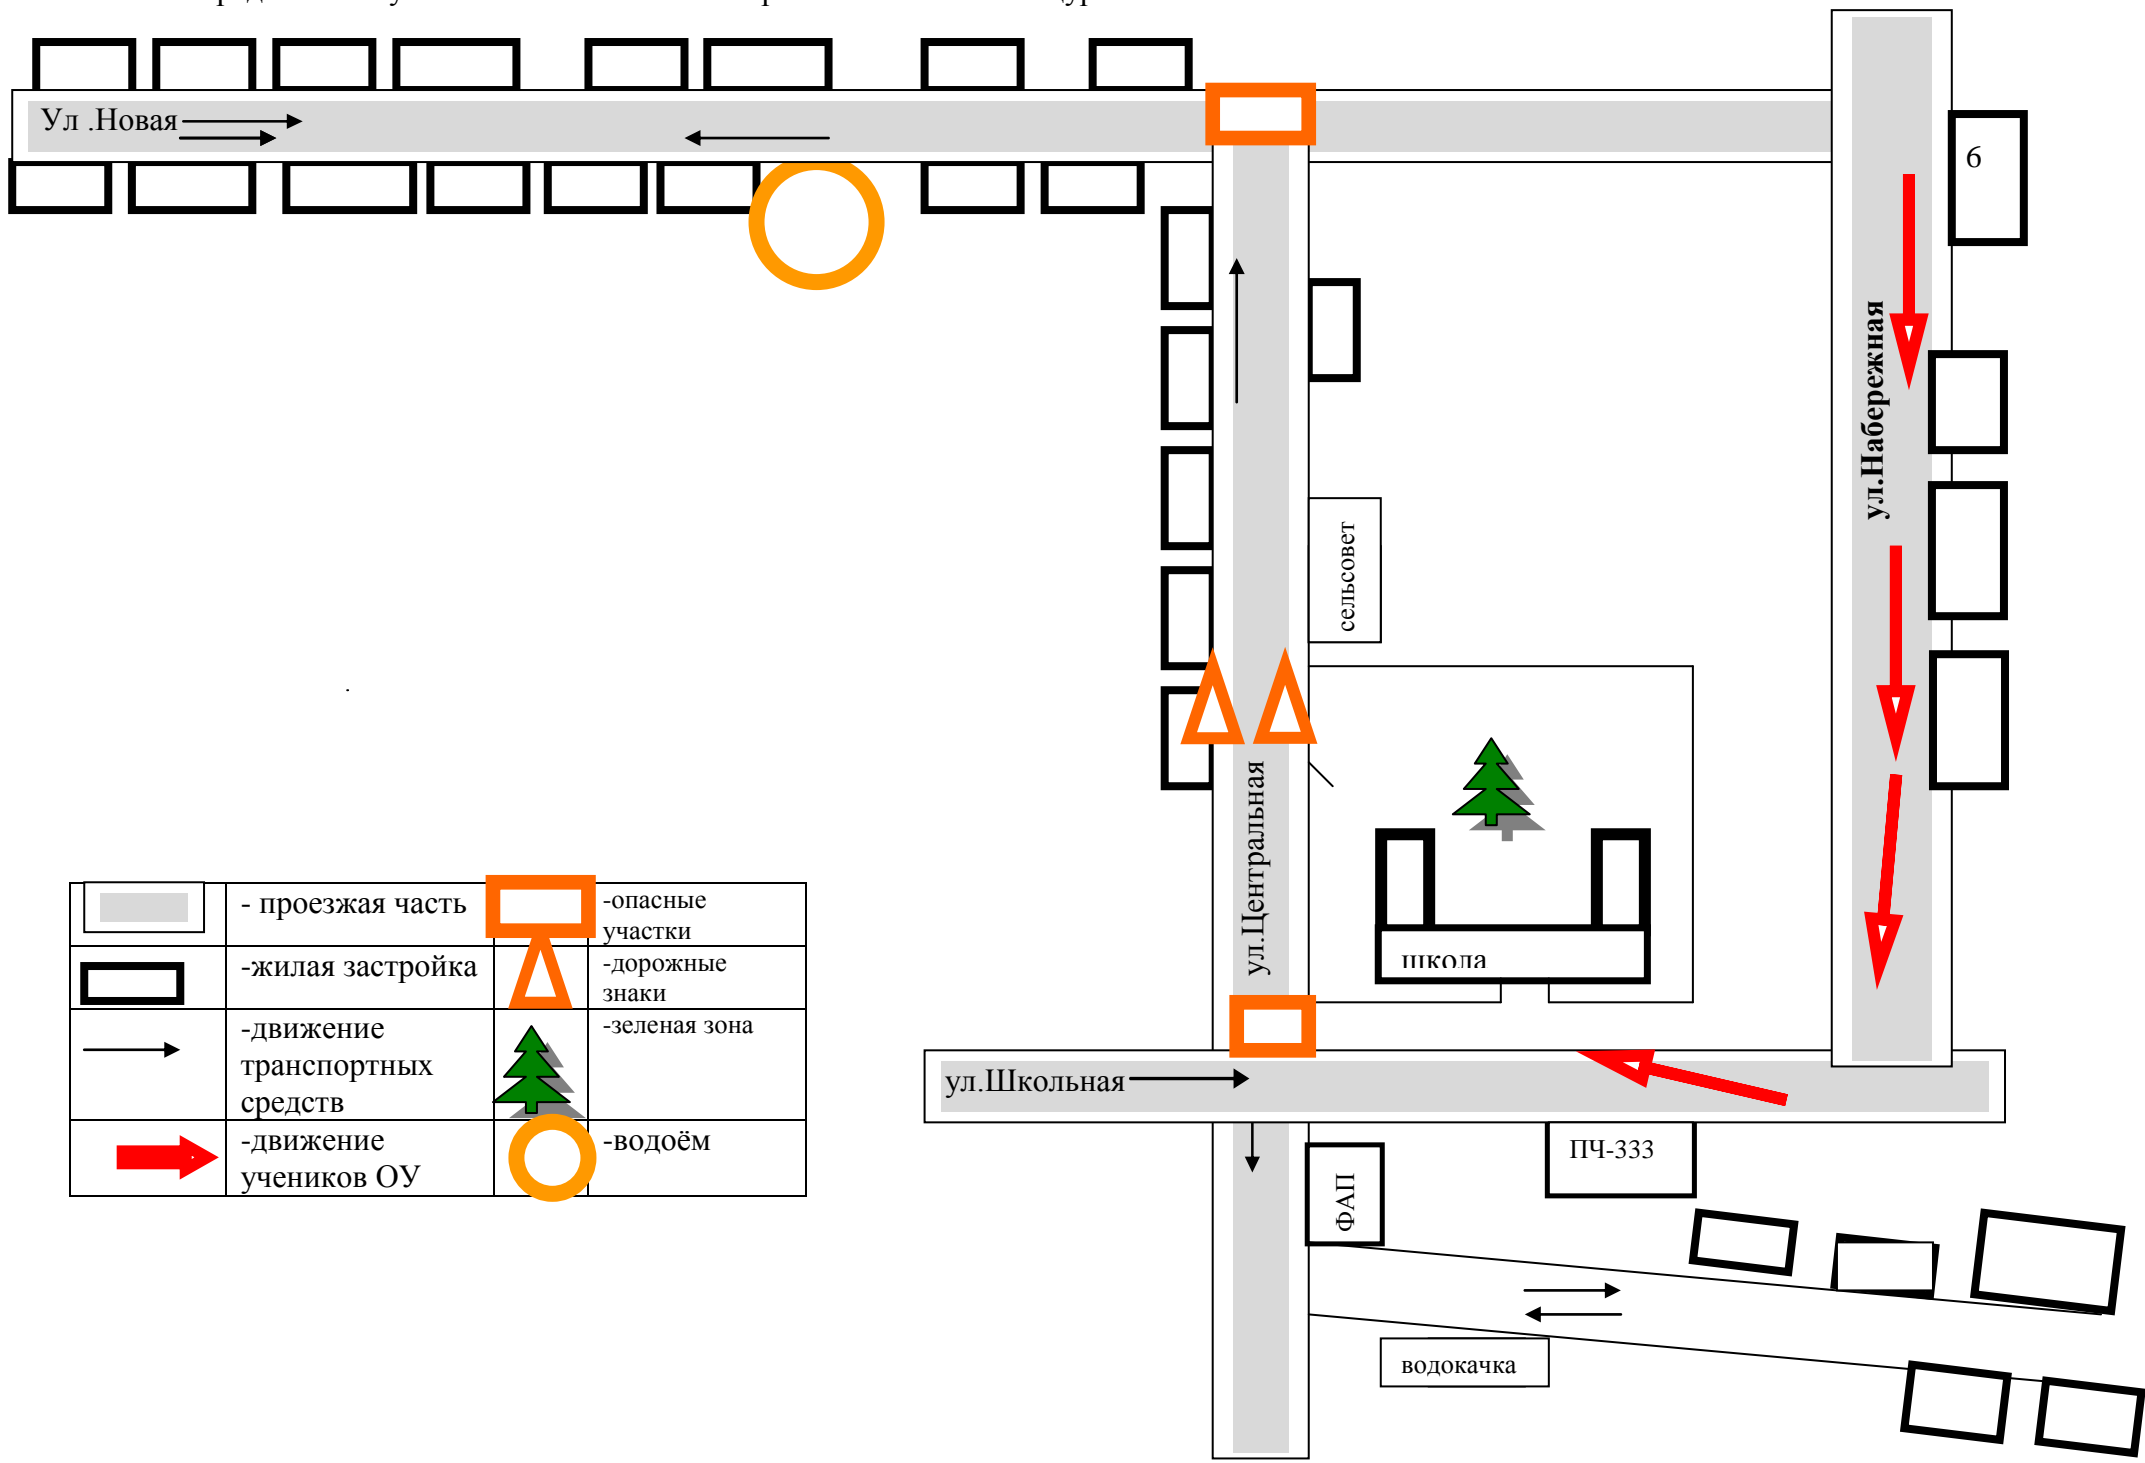 Ул .Новая
6
ул.Набережная
сельсовет
ул.Центральная
школа
- проезжая часть
-опасные
участки
-жилая застройка
-дорожные
знаки
-движение
транспортных
средств
-зеленая зона
-движение
учеников ОУ
-водоём
ул.Школьная
ПЧ-333
ФАП
водокачка